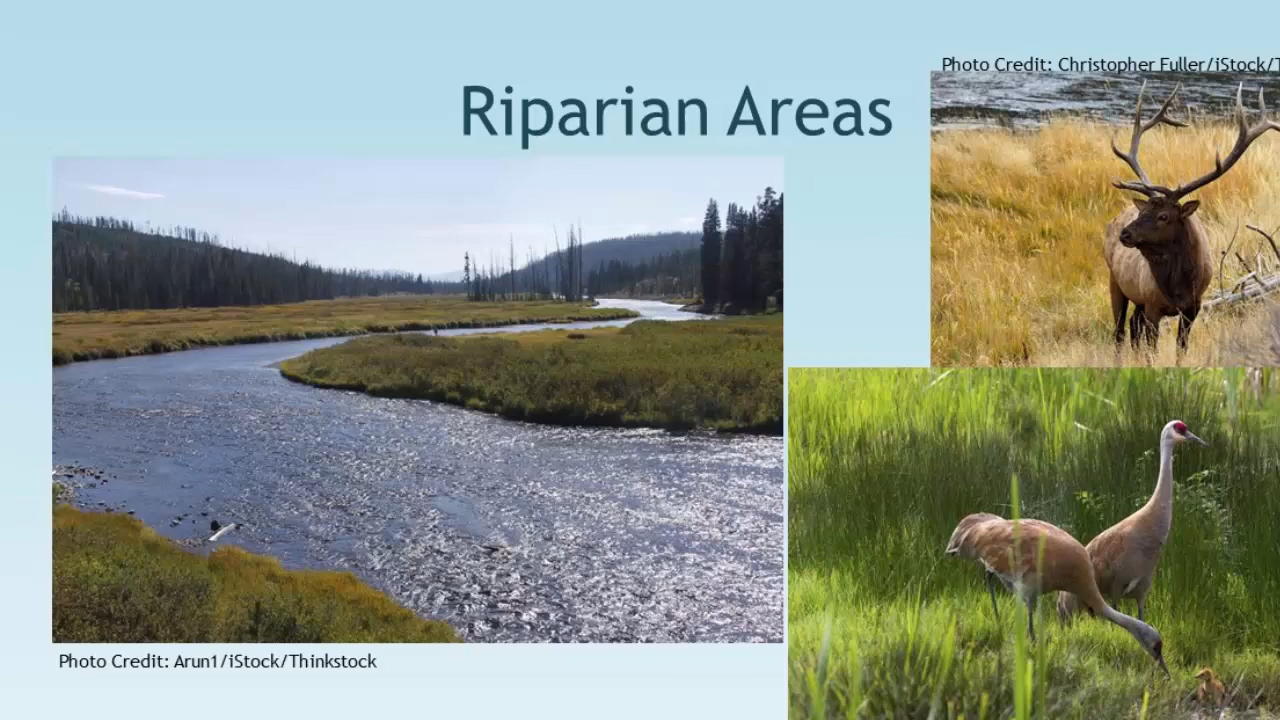 Photo Credit: Christopher Fuller/iStock/
Riparian Areas
Photo Credit: Arun1/iStock/Thinkstock